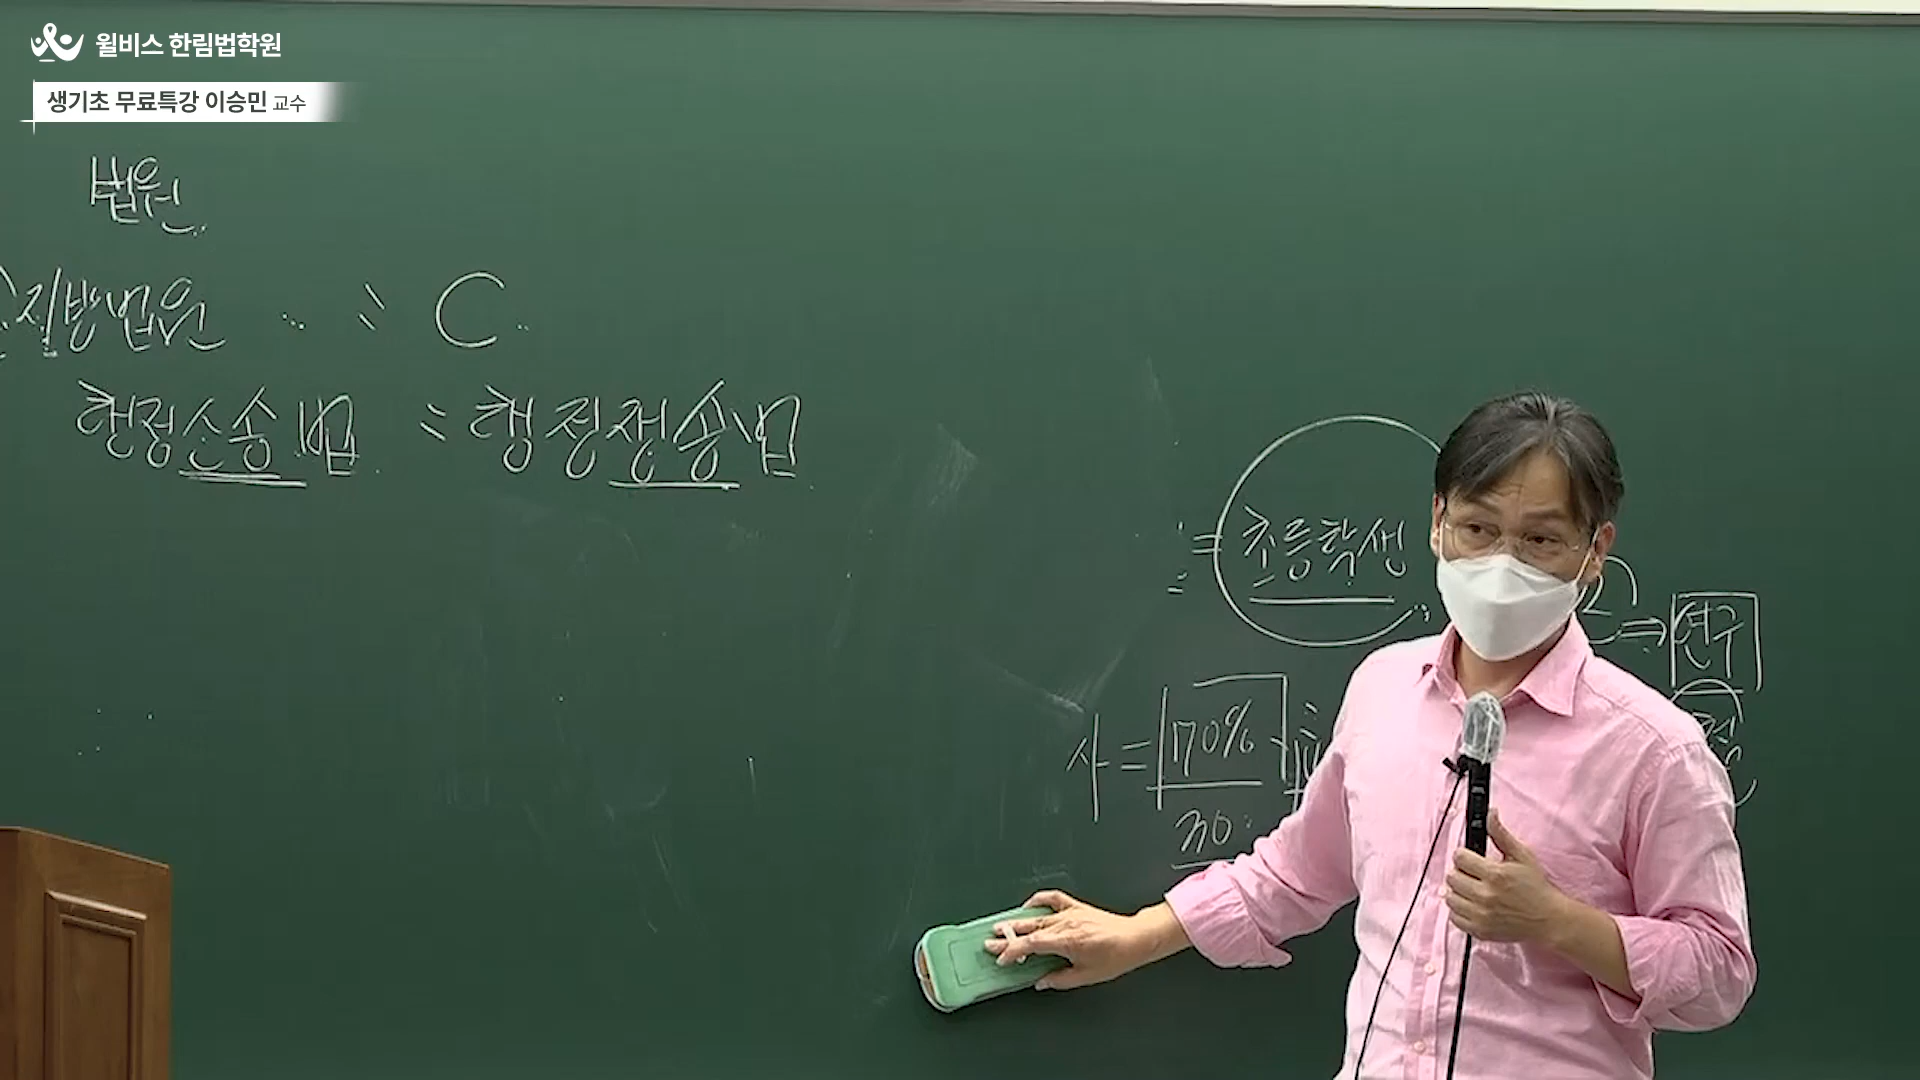 윌비스 한림법학원
생기초 무료특강 이승민 교수
법원
지방법원 C
행정소송법 = 행정쟁송법
= 초등학생
⇒ 연구
사 = 70%
30